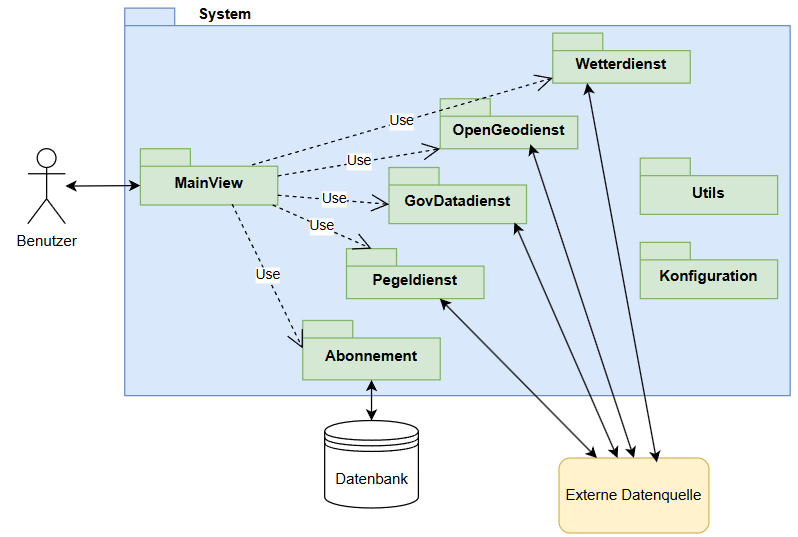 System
Wetterdienst
Use
OpenGeodienst
Use
MainView
GovDatadienst
Utils
Use
Benutzer
Use
Pegeldienst
Konfiguration
Use
Abonnement
Datenbank
Externe Datenquelle